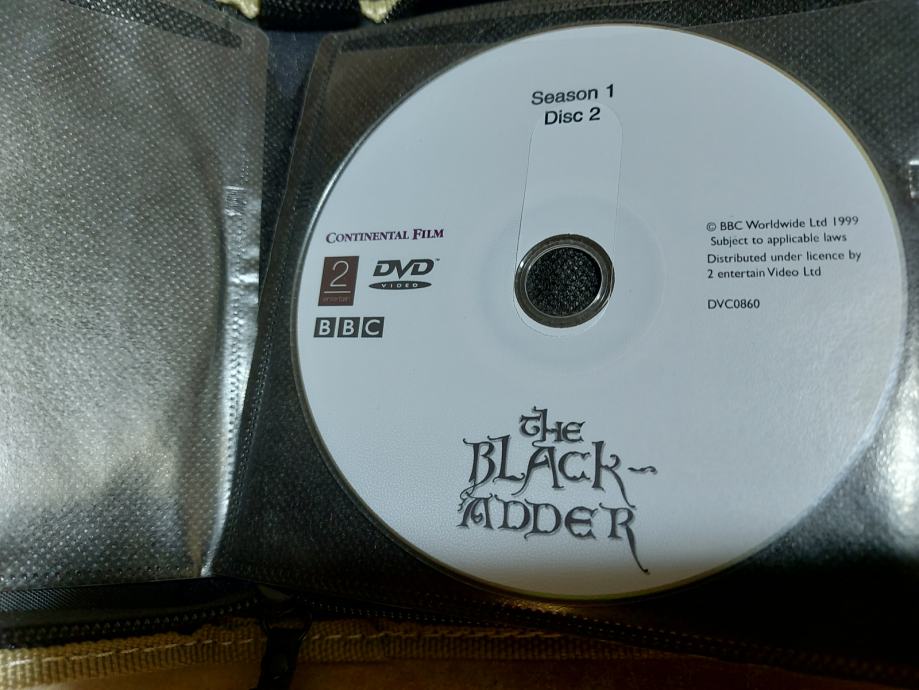 Season 1
Disc 2
CONTINENTAL FILM
2
entertain
DVD™
VIDEO
BBC
© BBC Worldwide Ltd 1999
Subject to applicable laws
Distributed under licence by
2 entertain Video Ltd
DVC0860
THE
BLACK-
ADDER